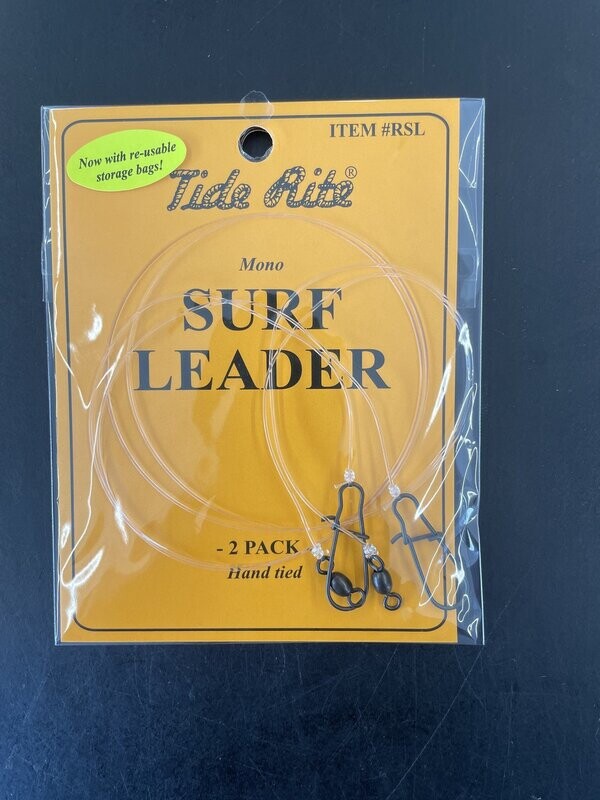 ITEM #RSL
Now with re-usable
storage bags!
Tide Rite®
Mono
SURF
LEADER
- 2 PACK
Hand tied